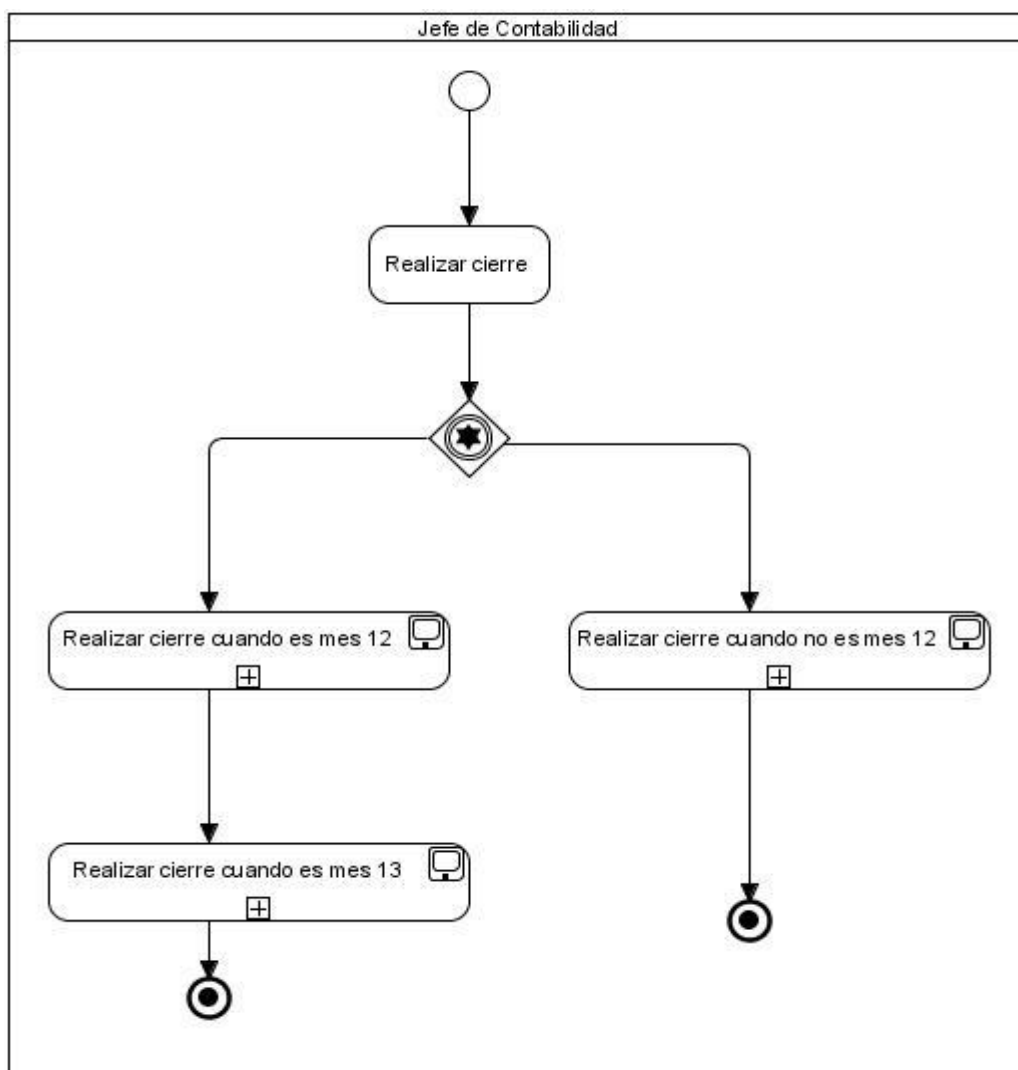 Jefe de Contabilidad
Realizar cierre
Realizar cierre cuando es mes 12
Realizar cierre cuando no es mes 12
Realizar cierre cuando es mes 13